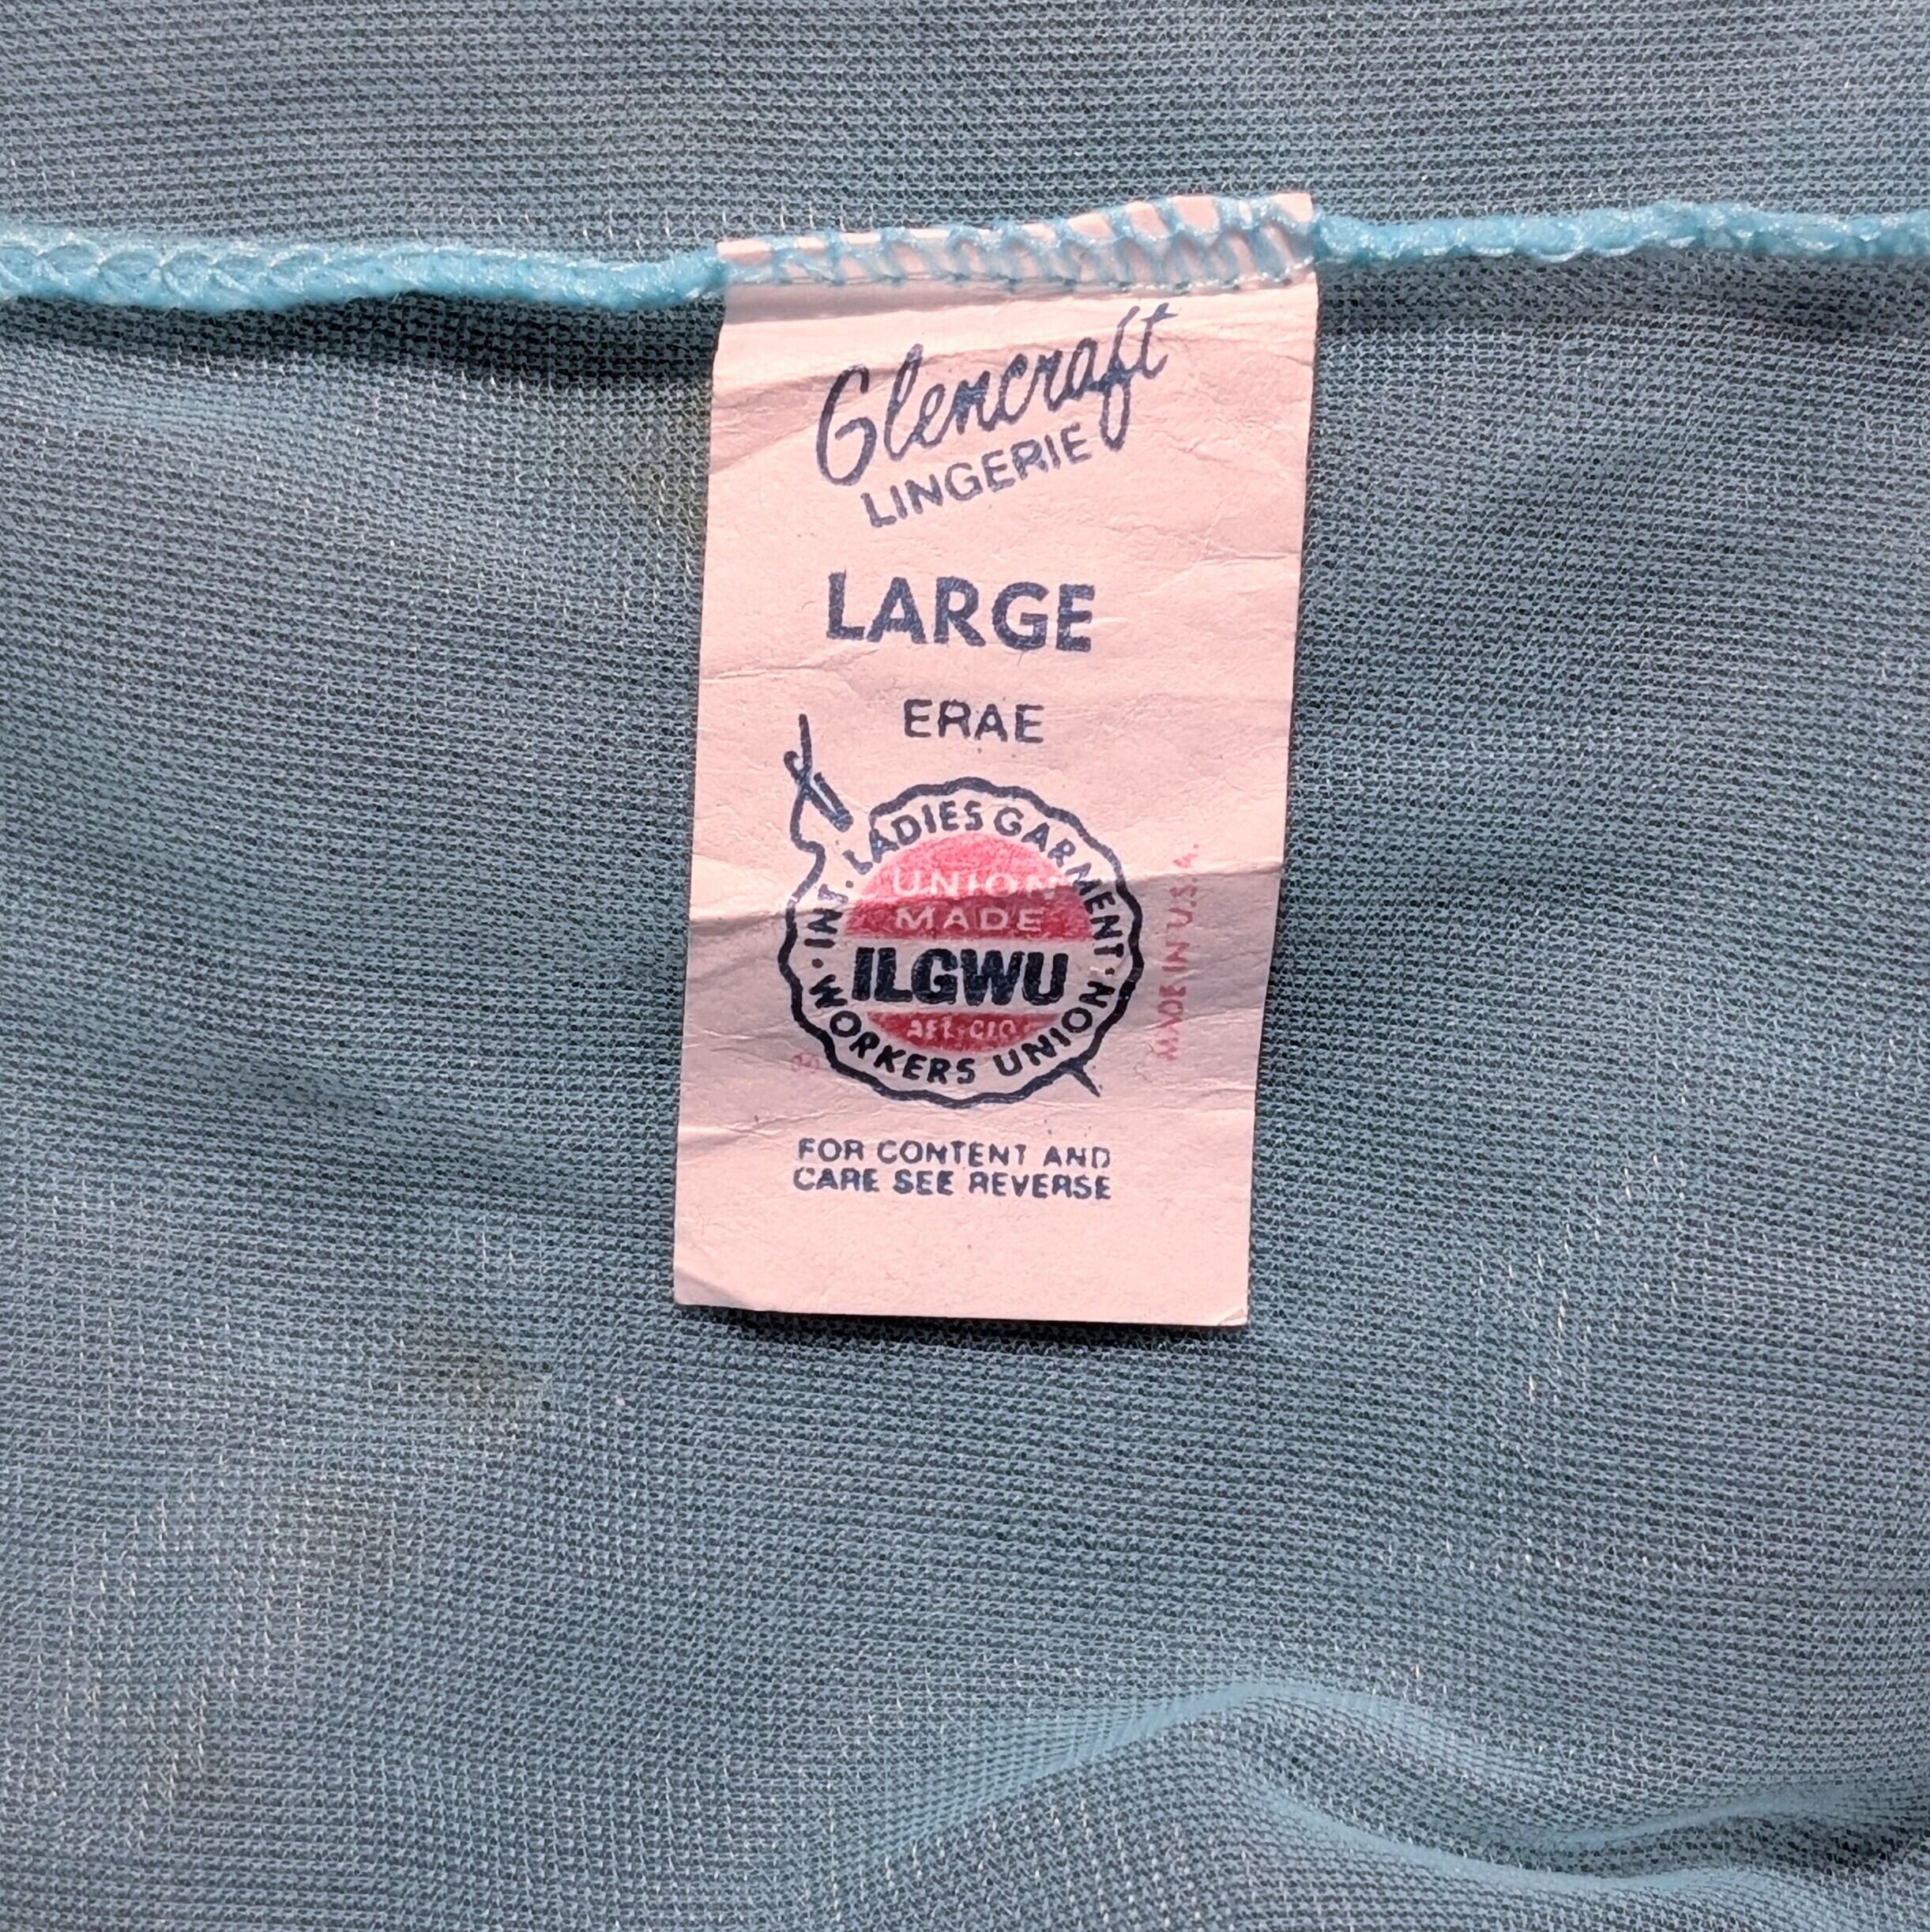 Glencraft
LINGERIE
LARGE
ERAE
INT. LADIES GARMENT
UNION
MADE
ILGWU
AFL-CIO
WORKERS UNION
MADE IN U.S.A.
FOR CONTENT AND
CARE SEE REVERSE